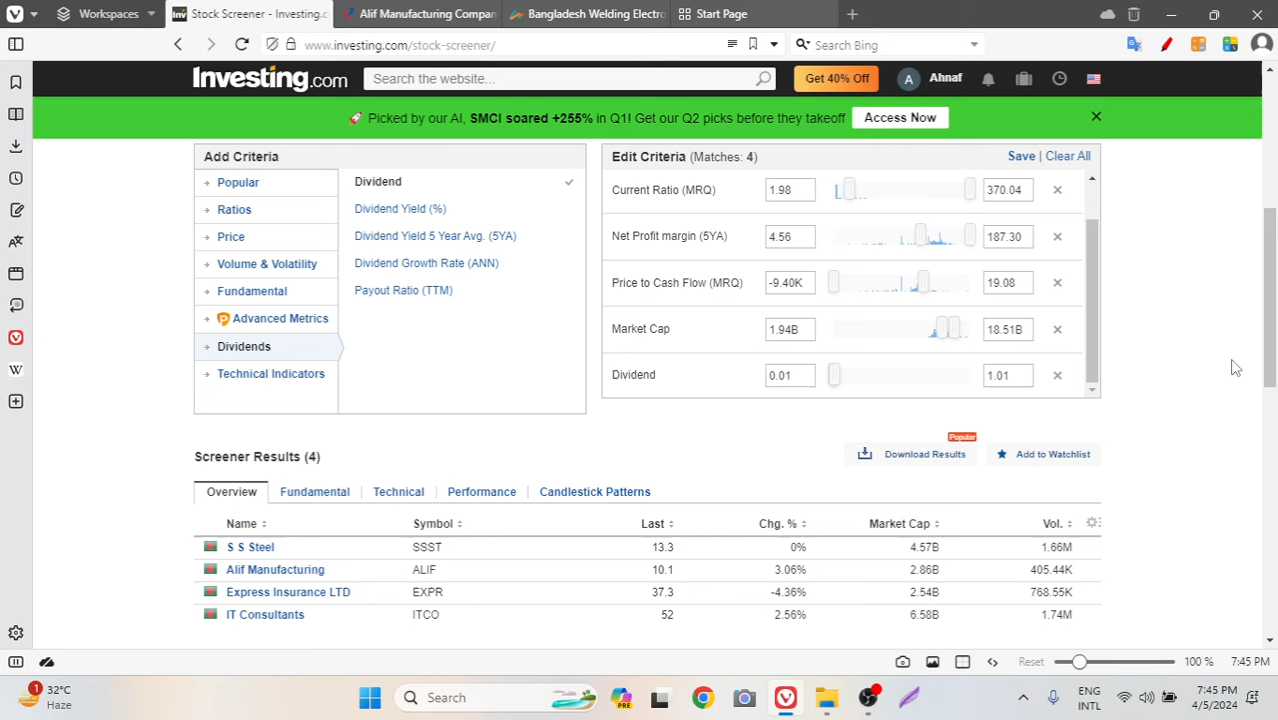 Workspaces
Stock Screener - Investing.c
Alif Manufacturing Compan
Bangladesh Welding Electro
Start Page
www.investing.com/stock-screener/
Search Bing
Investing.com
Search the website...
Get 40% Off
A
Ahnaf
🚀 Picked by our AI, SMCI soared +255% in Q1! Get our Q2 picks before they takeoff
Access Now
Add Criteria
Popular
Ratios
Price
Volume & Volatility
Fundamental
Advanced Metrics
Dividends
Technical Indicators
Dividend
Dividend Yield (%)
Dividend Yield 5 Year Avg. (5YA)
Dividend Growth Rate (ANN)
Payout Ratio (TTM)
Edit Criteria (Matches: 4)
Save | Clear All
Current Ratio (MRQ) 1.98 370.04
Net Profit margin (5YA) 4.56 187.30
Price to Cash Flow (MRQ) -9.40K 19.08
Market Cap 1.94B 18.51B
Dividend 0.01 1.01
Screener Results (4)
Popular
Download Results
Add to Watchlist
Overview Fundamental Technical Performance Candlestick Patterns
Name Symbol Last Chg. % Market Cap Vol.
S S Steel SSST 13.3 0% 4.57B 1.66M
Alif Manufacturing ALIF 10.1 3.06% 2.86B 405.44K
Express Insurance LTD EXPR 37.3 -4.36% 2.54B 768.55K
IT Consultants ITCO 52 2.56% 6.58B 1.74M
Reset 100 % 7:45 PM
1
32°C
Haze
Search
PRE
ENG
INTL
7:45 PM
4/5/2024